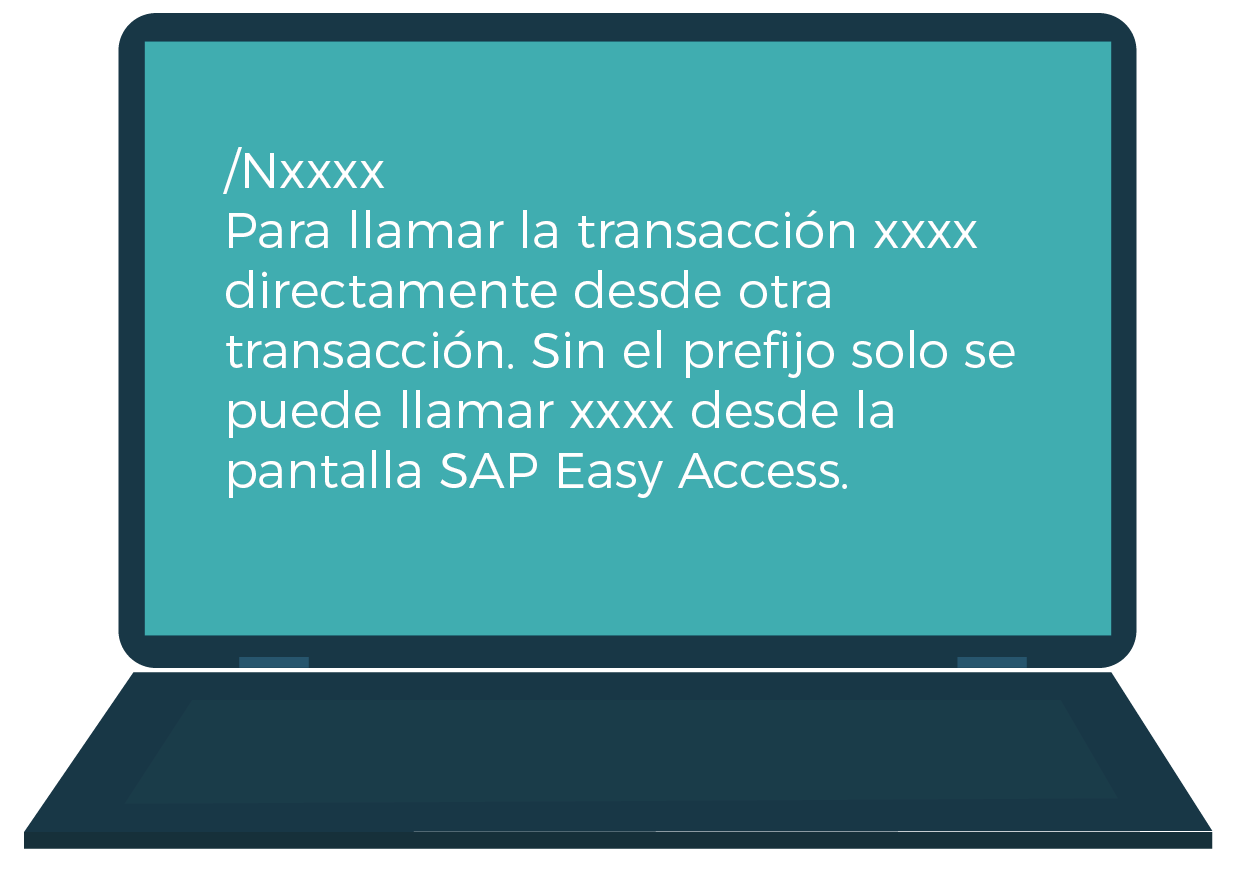 /Nxxxx
Para llamar la transacción xxxx
directamente desde otra
transacción. Sin el prefijo solo se
puede llamar xxxx desde la
pantalla SAP Easy Access.